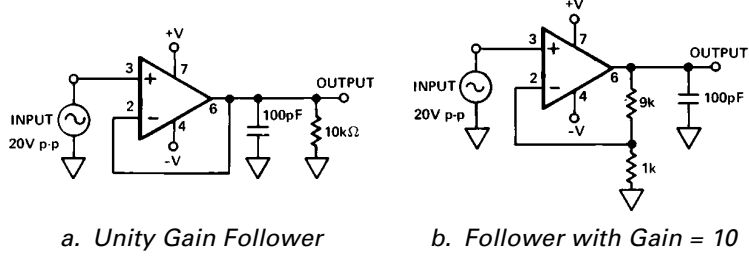 +V
3
7
2
6
4
-V
INPUT
20V p-p
OUTPUT
100pF
10kΩ
a. Unity Gain Follower
+V
3
7
2
6
4
-V
INPUT
20V p-p
OUTPUT
9k
100pF
1k
b. Follower with Gain = 10